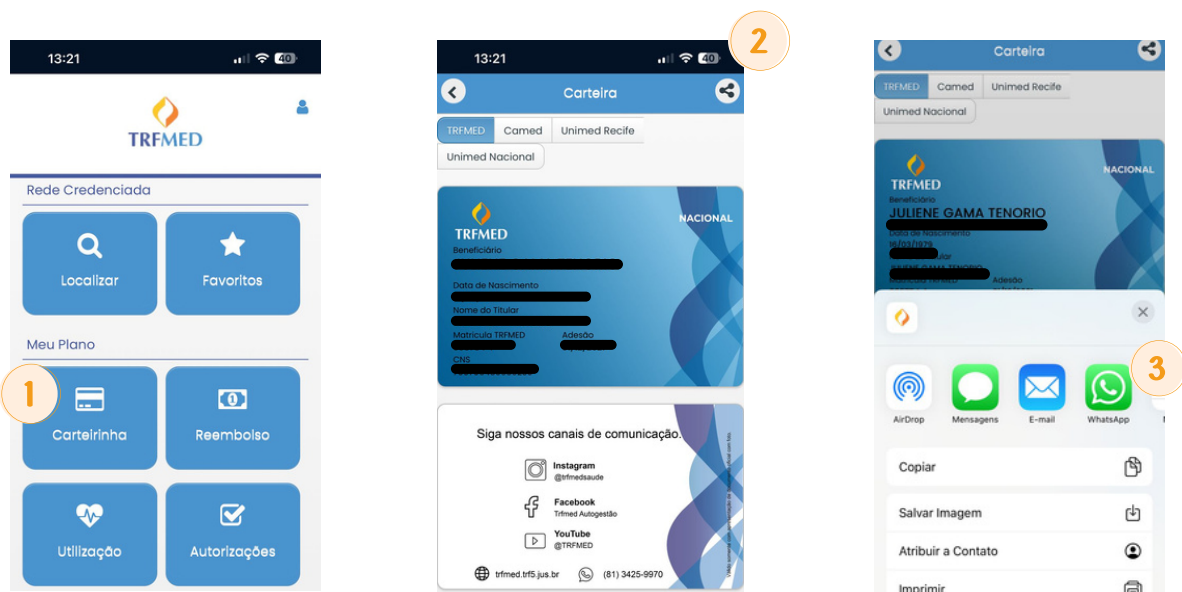 13:21
40
TRFMED
Rede Credenciada
Localizar
Favoritos
Meu Plano
1
Carteirinha
Reembolso
Utilização
Autorizações
2
13:21
40
Carteira
TRFMED
Camed
Unimed Recife
Unimed Nacional
TRFMED
NACIONAL
Beneficiário
Data de Nascimento
Nome do Titular
Matrícula TRFMED
Adesão
CNS
Siga nossos canais de comunicação.
Instagram
@trfmedsaude
Facebook
Trfmed Autogestão
YouTube
@TRFMED
trfmed.trf5.jus.br
(81) 3425-9970
Carteira
TRFMED
Camed
Unimed Recife
Unimed Nacional
TRFMED
NACIONAL
Beneficiário
JULIENE GAMA TENORIO
Data de Nascimento
Matrícula TRFMED
Adesão
3
AirDrop
Mensagens
E-mail
WhatsApp
Copiar
Salvar Imagem
Atribuir a Contato
Imprimir